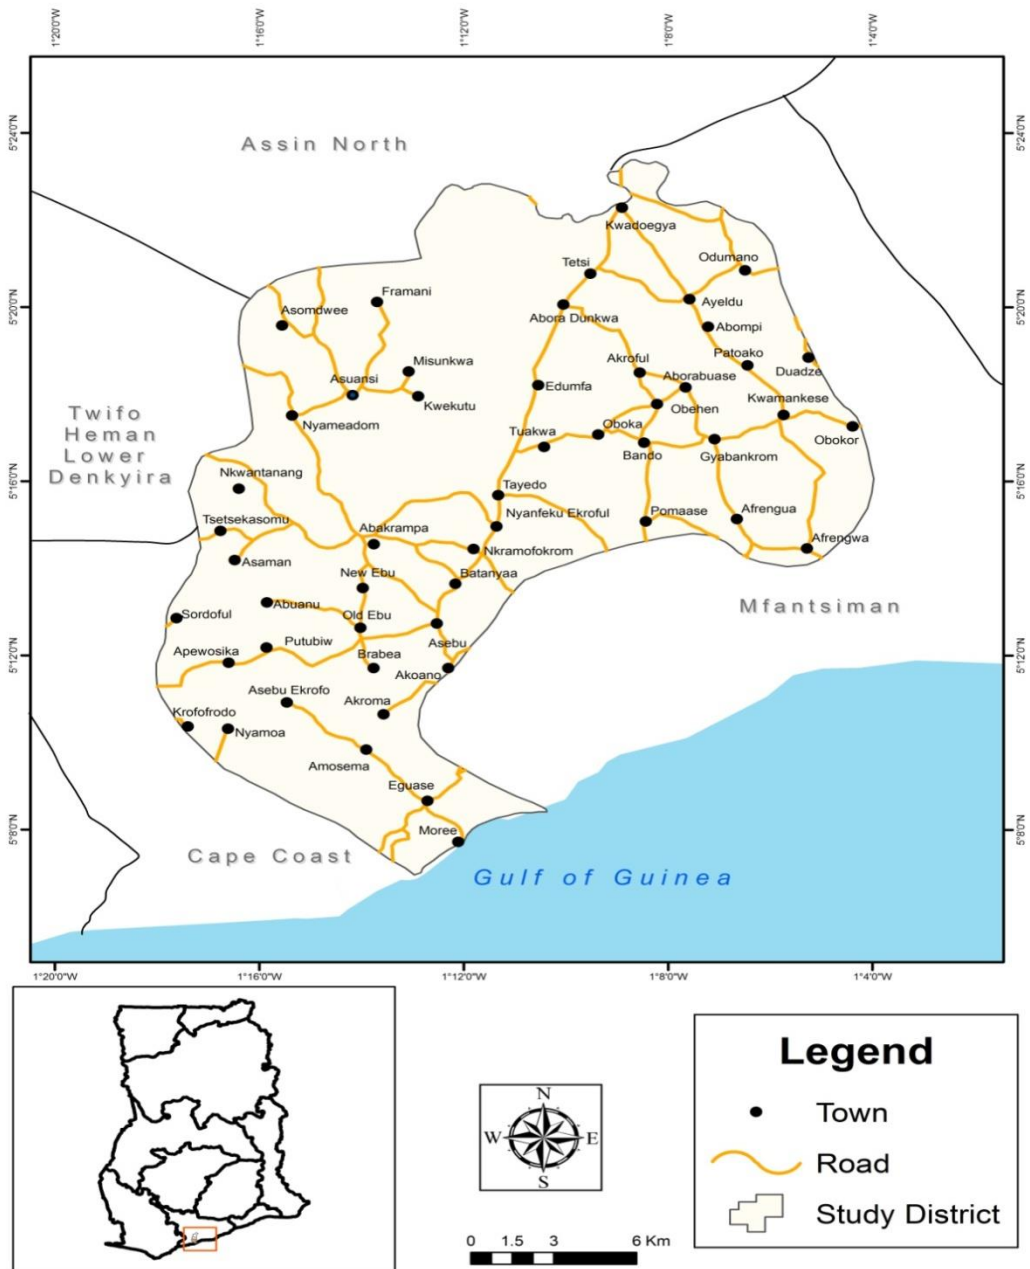 1°20'0"W
1°16'0"W
1°12'0"W
1°8'0"W
1°4'0"W
5°24'0"N
5°24'0"N
Assin North
Kwadoegya
Tetsi
Odumano
Framani
5°20'0"N
Asomdwee
Abora Dunkwa
Ayeldu
5°20'0"N
Abompi
Misunkwa
Akroful
Patoako
Asuansi
Aborabuase
Duadze
Edumfa
Kwekutu
Kwamankese
Twifo
Heman
Lower
Denkyira
Nyameadom
Obehen
Tuakwa
Oboka
Obokor
Bando
Gyabankrom
Nkwantanang
5°16'0"N
Tayedo
5°16'0"N
Nyanfeku Ekroful
Pomaase
Afrengua
Tsetsekasomu
Abakrampa
Afrengwa
Nkramofokrom
Asaman
New Ebu
Batanyaa
Abuanu
Mfantsiman
Sordoful
Old Ebu
Putubiw
Asebu
5°12'0"N
Apewosika
Brabea
5°12'0"N
Akoano
Asebu Ekrofo
Akroma
Krofofrodo
Nyamoa
Amosema
Eguase
5°8'0"N
Moree
5°8'0"N
Cape Coast
Gulf of Guinea
1°20'0"W
1°16'0"W
1°12'0"W
1°8'0"W
1°4'0"W
Legend
Town
Road
Study District
N
W
E
S
0 1.5 3 6 Km